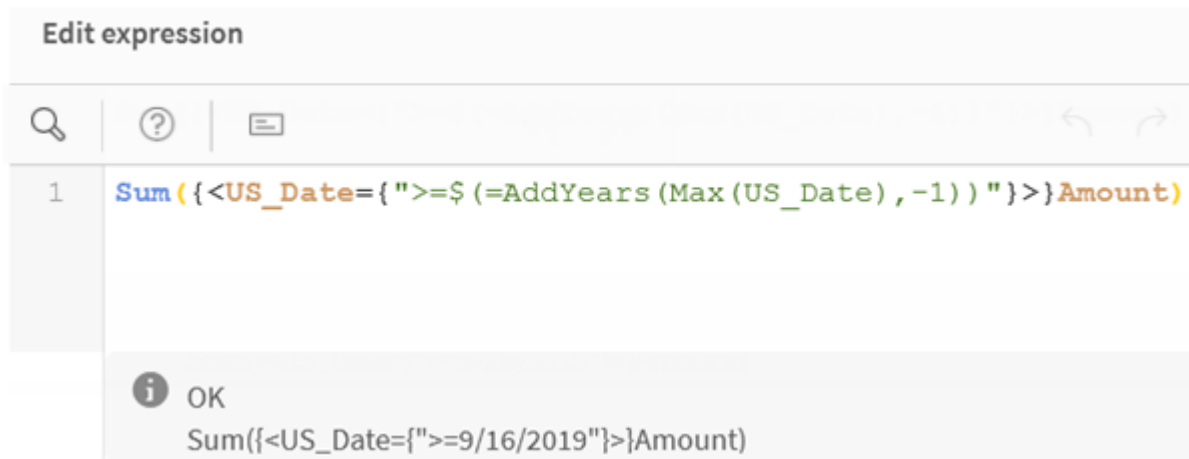 Edit expression
1 Sum({<US_Date={">=$(=AddYears(Max(US_Date),-1))"}>}Amount)
OK
Sum({<US_Date={">=9/16/2019"}>}Amount)